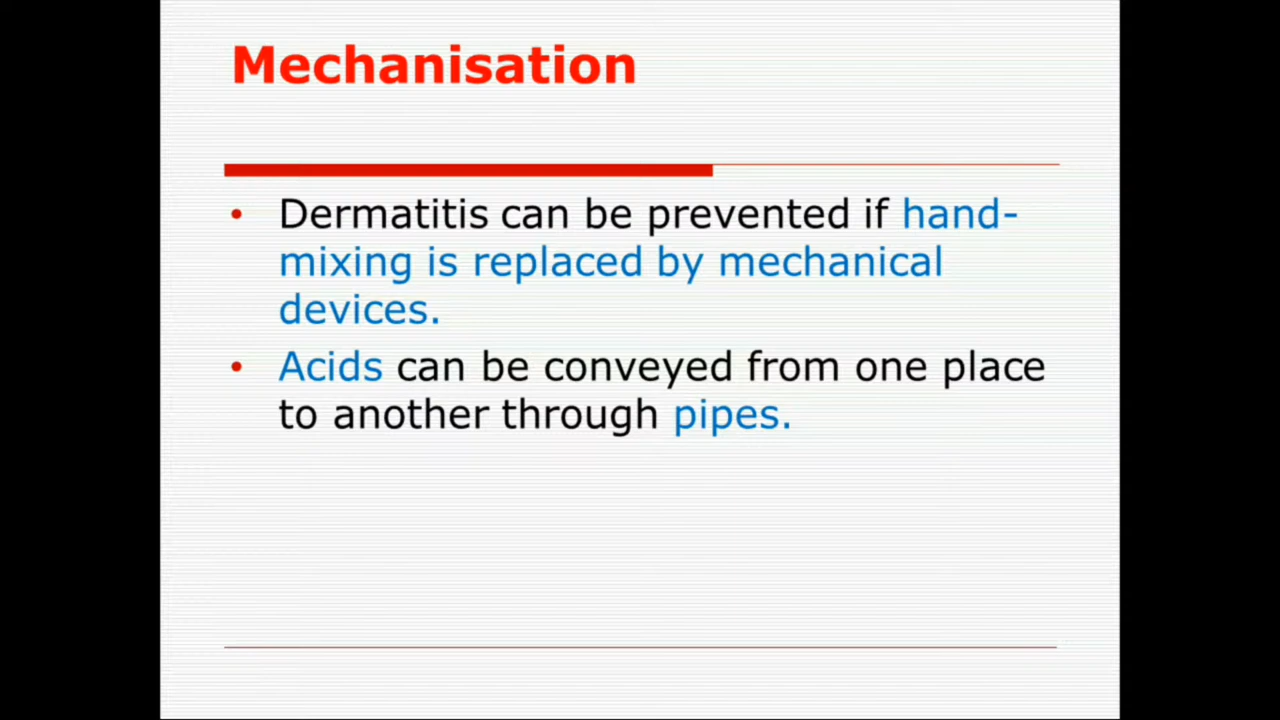 Mechanisation
• Dermatitis can be prevented if hand-
mixing is replaced by mechanical
devices.
• Acids can be conveyed from one place
to another through pipes.